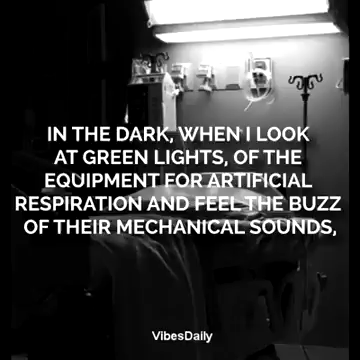 IN THE DARK, WHEN I LOOK
AT GREEN LIGHTS, OF THE
EQUIPMENT FOR ARTIFICIAL
RESPIRATION AND FEEL THE BUZZ
OF THEIR MECHANICAL SOUNDS,
VibesDaily